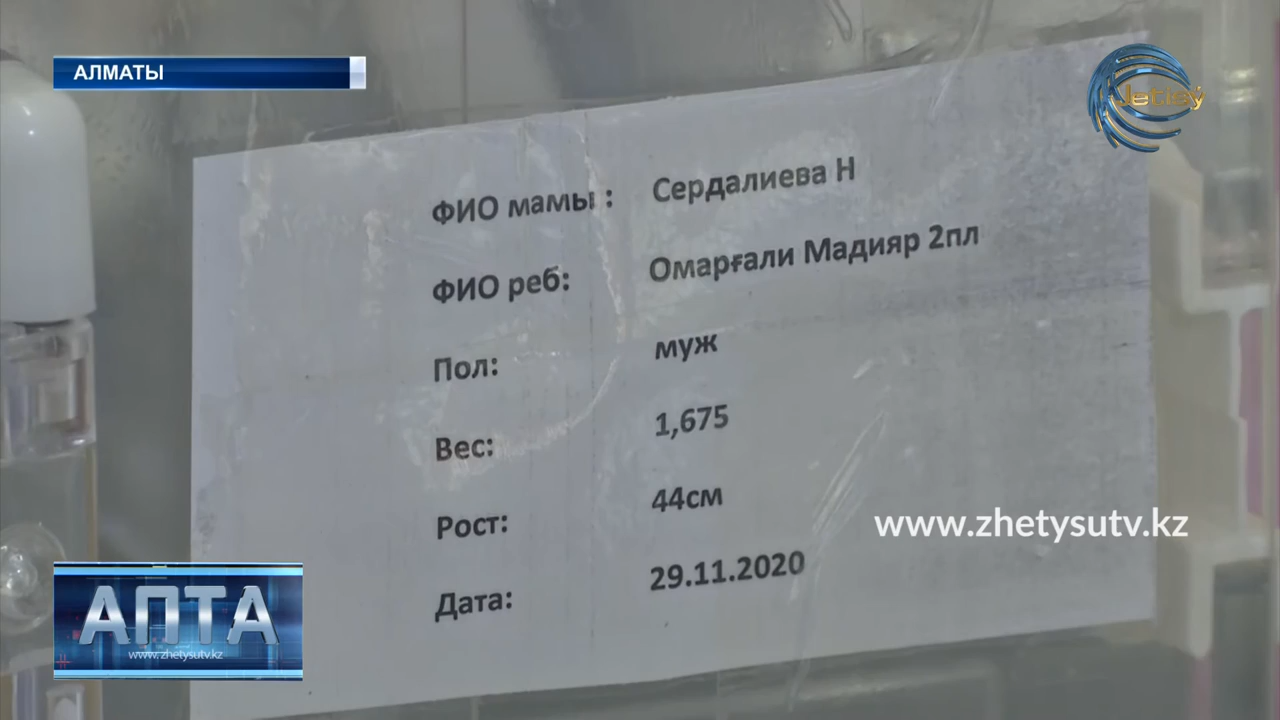 АЛМАТЫ
Jetisý
ФИО мамы : Сердалиева Н
ФИО реб: Омарғали Мадияр 2пл
Пол: муж
Вес: 1,675
Рост: 44см
Дата: 29.11.2020
www.zhetysutv.kz
АПТА
www.zhetysutv.kz